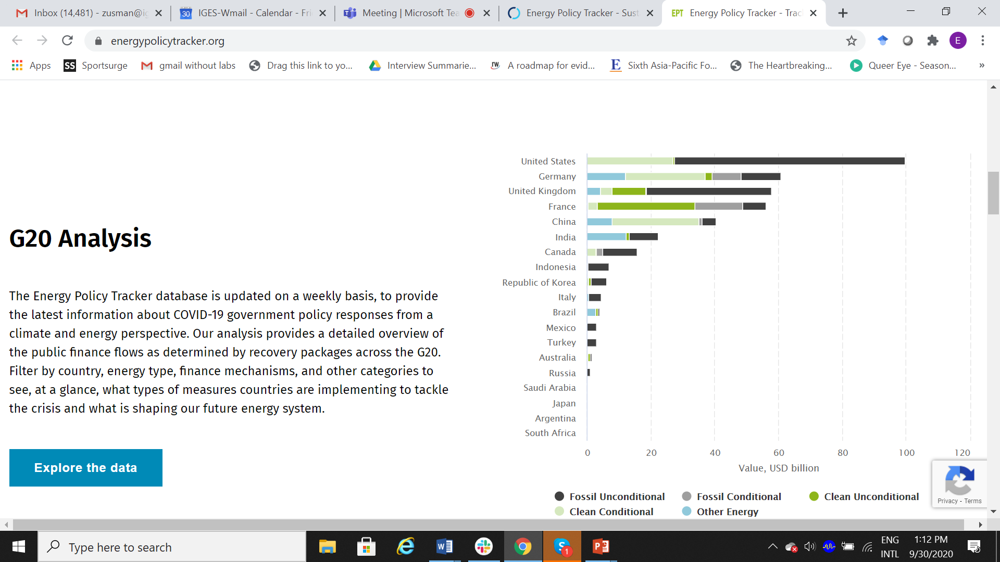 Inbox (14,481) - zusman@ig
IGES-Wmail - Calendar - Fri
Meeting | Microsoft Tea
Energy Policy Tracker - Sust
EPT Energy Policy Tracker - Trac
energypolicytracker.org
E
Apps
SS Sportsurge
gmail without labs
Drag this link to yo...
Interview Summarie...
rw A roadmap for evid...
E Sixth Asia-Pacific Fo...
The Heartbreaking...
Queer Eye - Season...
»
G20 Analysis
The Energy Policy Tracker database is updated on a weekly basis, to provide
the latest information about COVID-19 government policy responses from a
climate and energy perspective. Our analysis provides a detailed overview of
the public finance flows as determined by recovery packages across the G20.
Filter by country, energy type, finance mechanisms, and other categories to
see, at a glance, what types of measures countries are implementing to tackle
the crisis and what is shaping our future energy system.
Explore the data
United States
Germany
United Kingdom
France
China
India
Canada
Indonesia
Republic of Korea
Italy
Brazil
Mexico
Turkey
Australia
Russia
Saudi Arabia
Japan
Argentina
South Africa
0 20 40 60 80 100 120
Value, USD billion
Fossil Unconditional Fossil Conditional Clean Unconditional
Clean Conditional Other Energy
Privacy - Terms
Type here to search
1
ENG
INTL
1:12 PM
9/30/2020